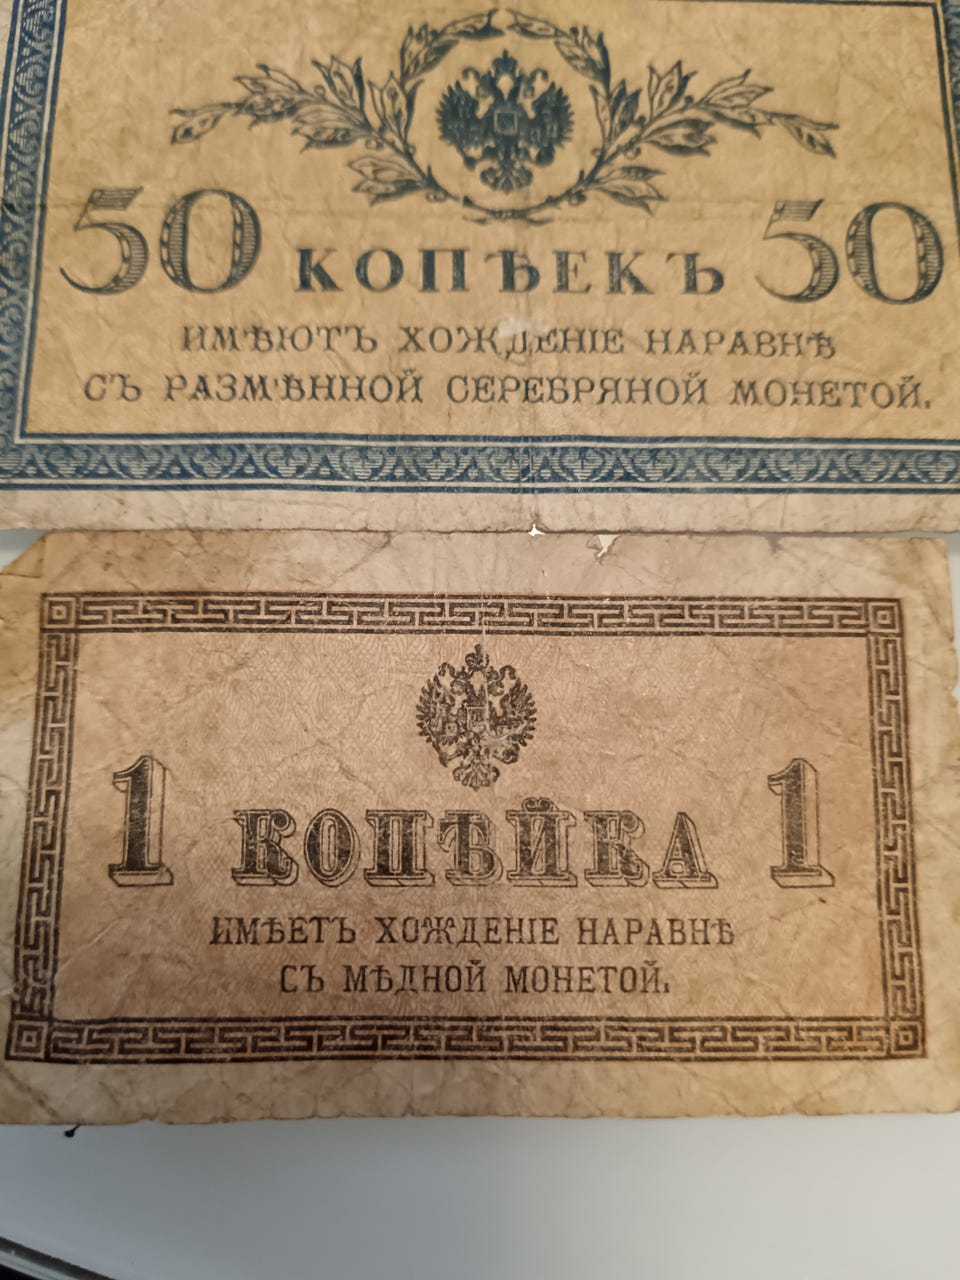 50 КОПѢЕКЪ 50
ИМѢЮТЪ ХОЖДЕНІЕ НАРАВНѢ
СЪ РАЗМѢННОЙ СЕРЕБРЯНОЙ МОНЕТОЙ.
1 КОПѢЙКА 1
ИМѢЕТЪ ХОЖДЕНІЕ НАРАВНѢ
СЪ МѢДНОЙ МОНЕТОЙ.